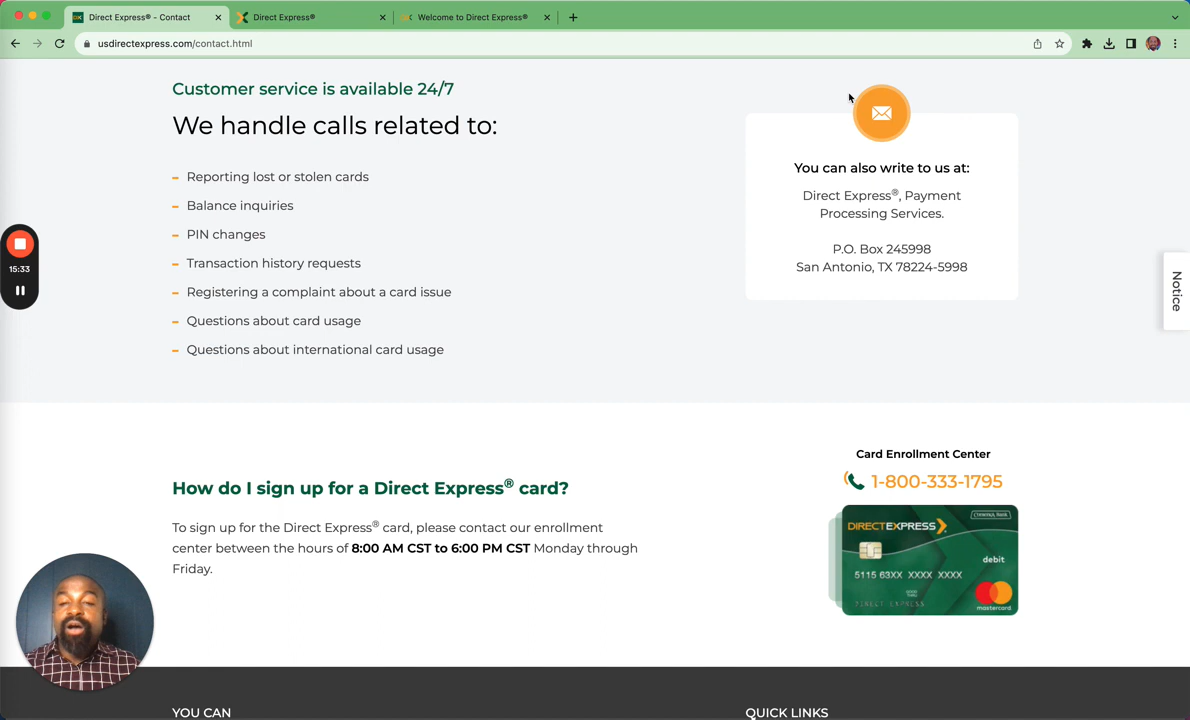 Direct Express® - Contact
Direct Express®
Welcome to Direct Express®
usdirectexpress.com/contact.html
Customer service is available 24/7
We handle calls related to:
Reporting lost or stolen cards
Balance inquiries
PIN changes
Transaction history requests
Registering a complaint about a card issue
Questions about card usage
Questions about international card usage
You can also write to us at:
Direct Express®, Payment
Processing Services.
P.O. Box 245998
San Antonio, TX 78224-5998
15:33
Notice
How do I sign up for a Direct Express® card?
To sign up for the Direct Express® card, please contact our enrollment
center between the hours of 8:00 AM CST to 6:00 PM CST Monday through
Friday.
Card Enrollment Center
1-800-333-1795
DIRECT EXPRESS
debit
5115 63XX XXXX XXXX
DIRECT EXPRESS
mastercard
YOU CAN
QUICK LINKS